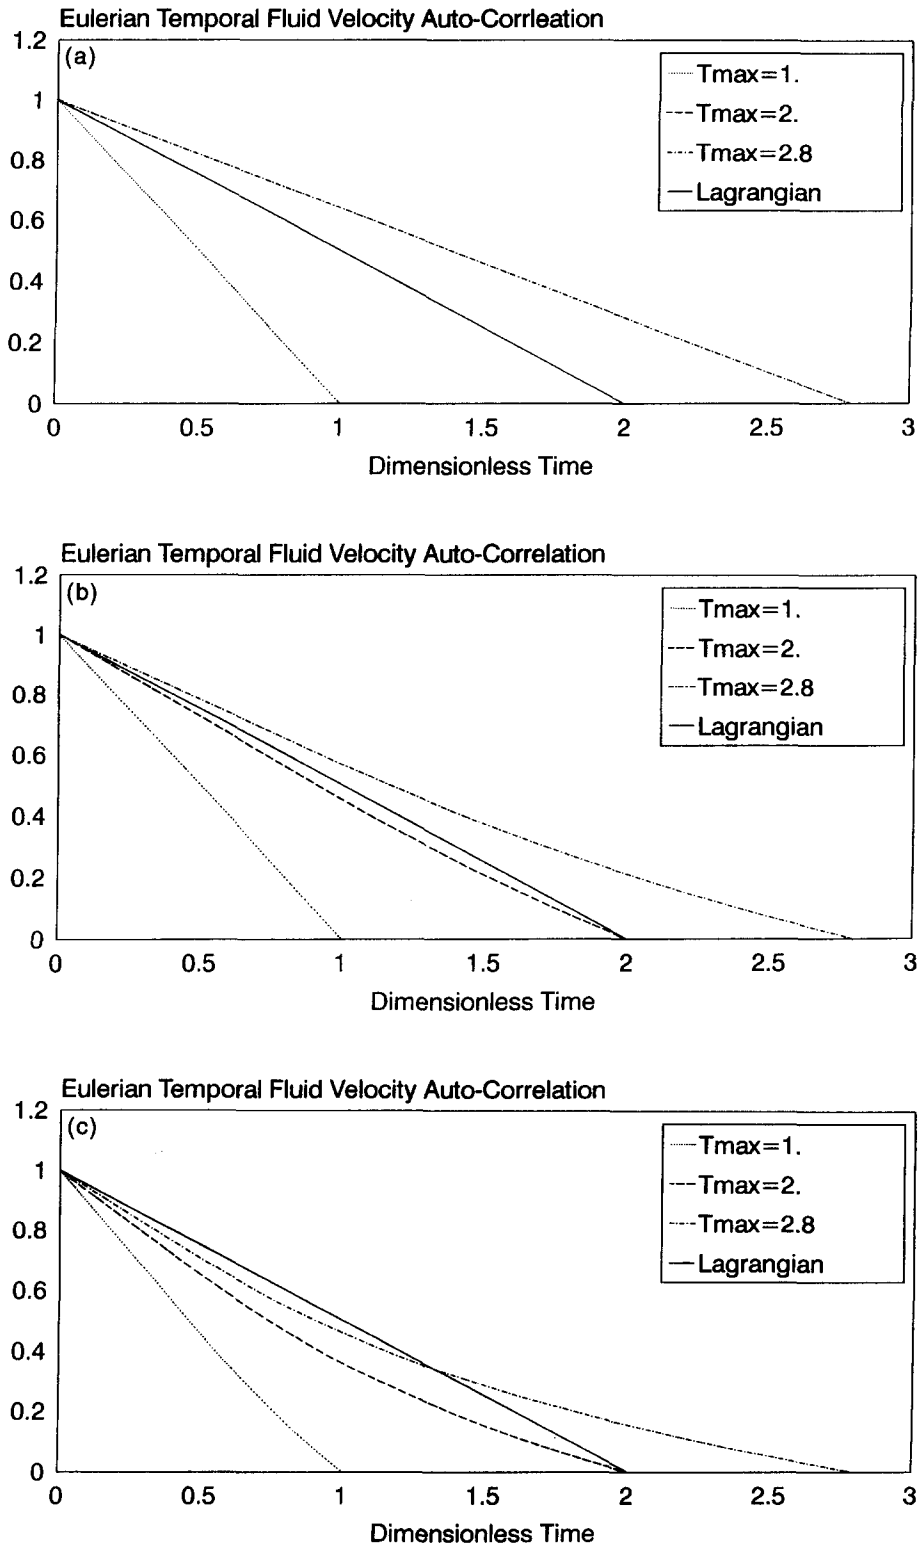 Eulerian Temporal Fluid Velocity Auto-Corrleation
1.2
(a)
Tmax=1.
Tmax=2.
Tmax=2.8
Lagrangian
1
0.8
0.6
0.4
0.2
0
0 0.5 1 1.5 2 2.5 3
Dimensionless Time
Eulerian Temporal Fluid Velocity Auto-Correlation
1.2
(b)
Tmax=1.
Tmax=2.
Tmax=2.8
Lagrangian
1
0.8
0.6
0.4
0.2
0
0 0.5 1 1.5 2 2.5 3
Dimensionless Time
Eulerian Temporal Fluid Velocity Auto-Correlation
1.2
(c)
Tmax=1.
Tmax=2.
Tmax=2.8
Lagrangian
1
0.8
0.6
0.4
0.2
0
0 0.5 1 1.5 2 2.5 3
Dimensionless Time